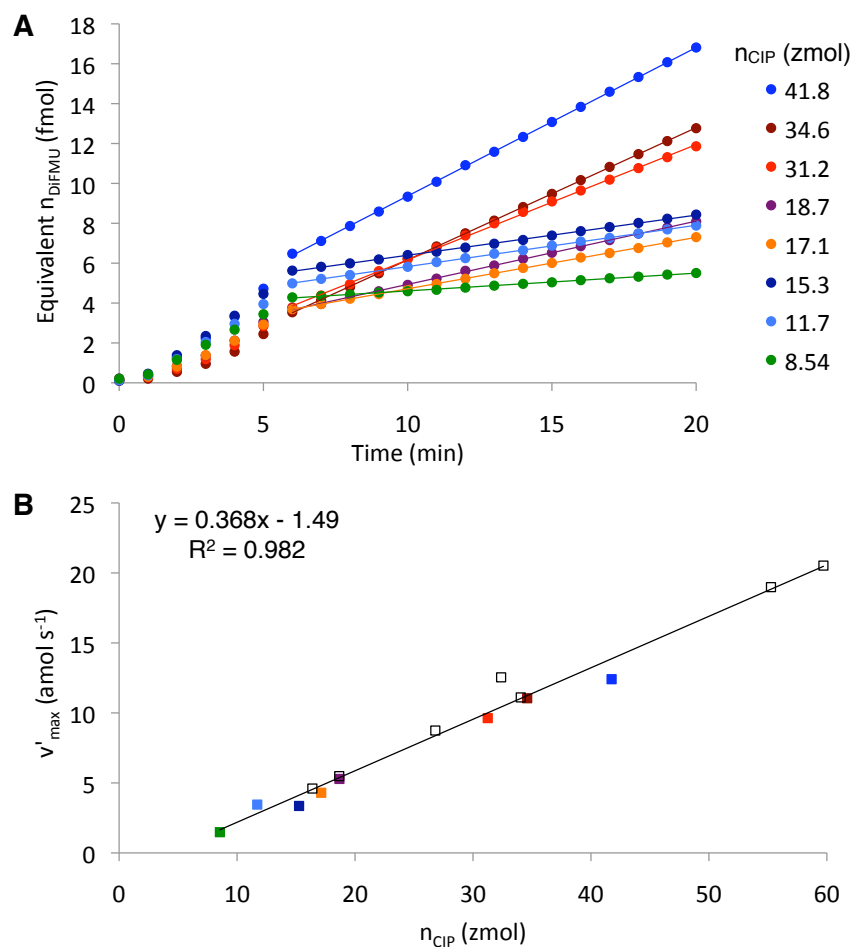 A
18
16
14
12
10
8
6
4
2
0
Equivalent nDiFMU (fmol)
0 5 10 15 20
Time (min)
nCIP (zmol)
41.8
34.6
31.2
18.7
17.1
15.3
11.7
8.54
B
y = 0.368x - 1.49
R² = 0.982
25
20
15
10
5
0
v'max (amol s⁻¹)
0 10 20 30 40 50 60
nCIP (zmol)